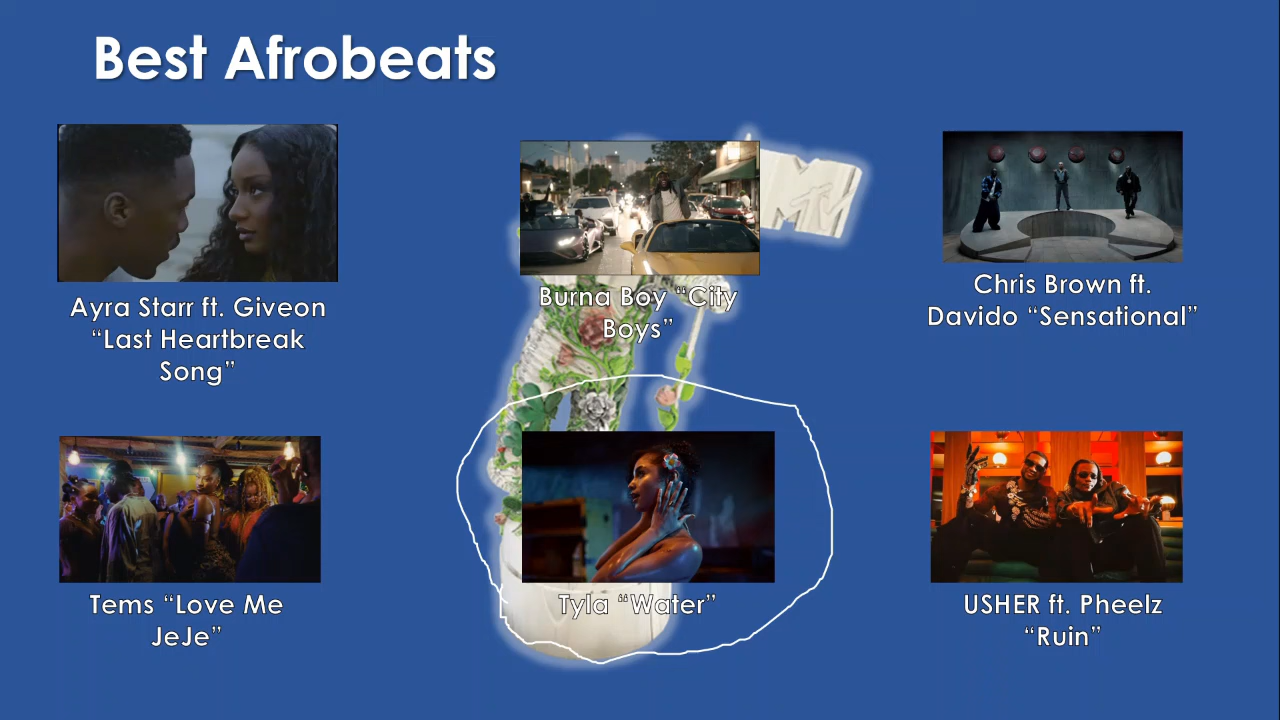 Best Afrobeats
MTV
Ayra Starr ft. Giveon
“Last Heartbreak
Song”
Burna Boy “City
Boys”
Chris Brown ft.
Davido “Sensational”
Tems “Love Me
JeJe”
Tyla “Water”
USHER ft. Pheelz
“Ruin”